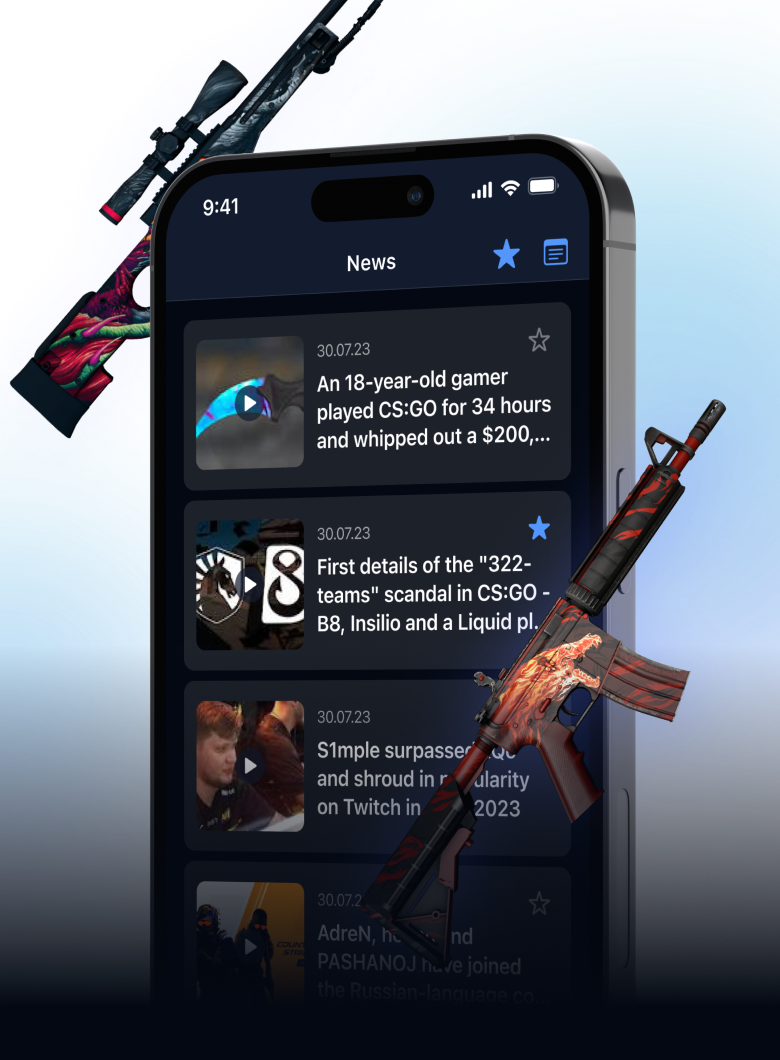 9:41
News
30.07.23
An 18-year-old gamer
played CS:GO for 34 hours
and whipped out a $200,...
30.07.23
First details of the "322-
teams" scandal in CS:GO -
B8, Insilio and a Liquid pl.
30.07.23
S1mple surpassed
and shroud in
on Twitch in 2023
30.07.2
AdreN,
PASHANOJ have joined
the Russian-language co...